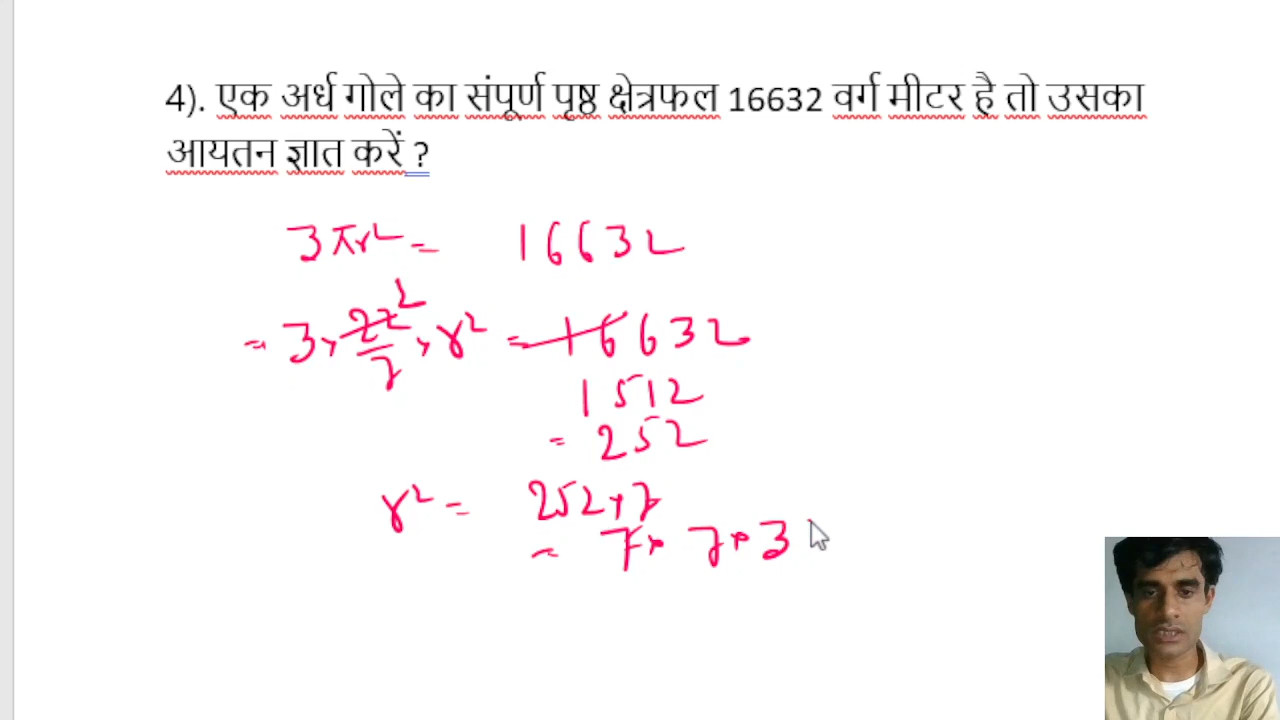 4). एक अर्ध गोले का संपूर्ण पृष्ठ क्षेत्रफल 16632 वर्ग मीटर है तो उसका
आयतन ज्ञात करें ?
3πr² = 16632
= 3 × 22/7 × r² = 16632
2
1512
= 252
r² = 252 × 7
= 7 × 7 × 3